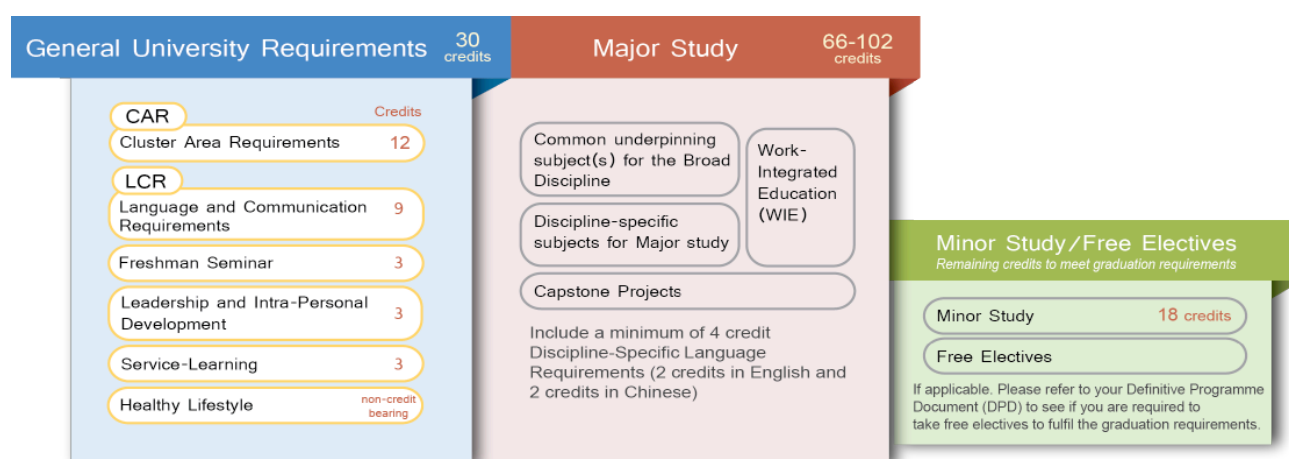 General University Requirements 30
credits
CAR
Credits
Cluster Area Requirements 12
LCR
Language and Communication 9
Requirements
Freshman Seminar 3
Leadership and Intra-Personal 3
Development
Service-Learning 3
Healthy Lifestyle non-credit
bearing
Major Study 66-102
credits
Common underpinning
subject(s) for the Broad
Discipline
Discipline-specific
subjects for Major study
Work-
Integrated
Education
(WIE)
Capstone Projects
Include a minimum of 4 credit
Discipline-Specific Language
Requirements (2 credits in English and
2 credits in Chinese)
Minor Study/Free Electives
Remaining credits to meet graduation requirements
Minor Study 18 credits
Free Electives
If applicable. Please refer to your Definitive Programme
Document (DPD) to see if you are required to
take free electives to fulfil the graduation requirements.